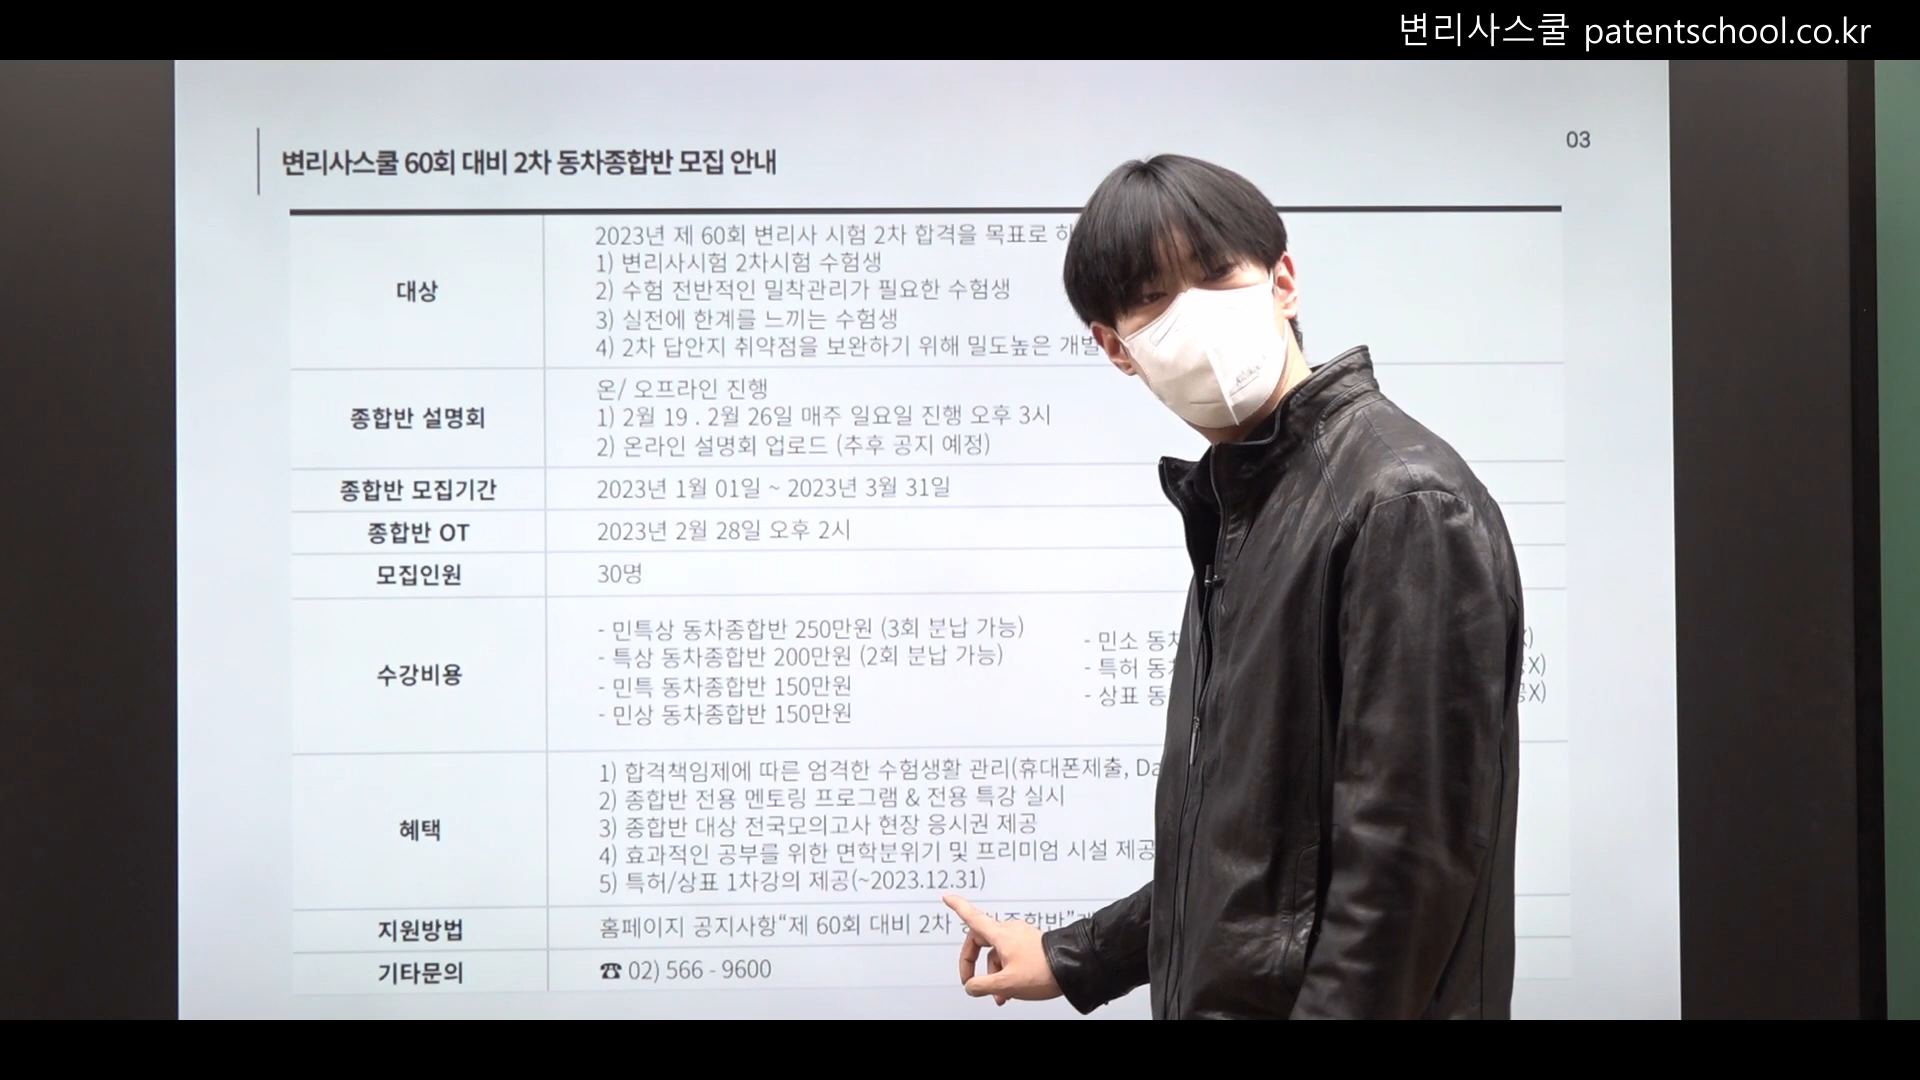 변리사스쿨 patentschool.co.kr
03
변리사스쿨 60회 대비 2차 동차종합반 모집 안내
대상
2023년 제 60회 변리사 시험 2차 합격을 목표로
1) 변리사시험 2차시험 수험생
2) 수험 전반적인 밀착관리가 필요한 수험생
3) 실전에 한계를 느끼는 수험생
4) 2차 답안지 취약점을 보완하기 위해 밀도높은 개별
종합반 설명회
온/ 오프라인 진행
1) 2월 19 . 2월 26일 매주 일요일 진행 오후 3시
2) 온라인 설명회 업로드 (추후 공지 예정)
종합반 모집기간
2023년 1월 01일 ~ 2023년 3월 31일
종합반 OT
2023년 2월 28일 오후 2시
모집인원
30명
수강비용
- 민특상 동차종합반 250만원 (3회 분납 가능)
- 특상 동차종합반 200만원 (2회 분납 가능)
- 민특 동차종합반 150만원
- 민상 동차종합반 150만원
- 민소
- 특허
- 상표
혜택
1) 합격책임제에 따른 엄격한 수험생활 관리(휴대폰제출,
2) 종합반 전용 멘토링 프로그램 & 전용 특강 실시
3) 종합반 대상 전국모의고사 현장 응시권 제공
4) 효과적인 공부를 위한 면학분위기 및 프리미엄 시설 제공
5) 특허/상표 1차강의 제공(~2023.12.31)
지원방법
홈페이지 공지사항“제 60회 대비 2차
기타문의
☎ 02) 566 - 9600